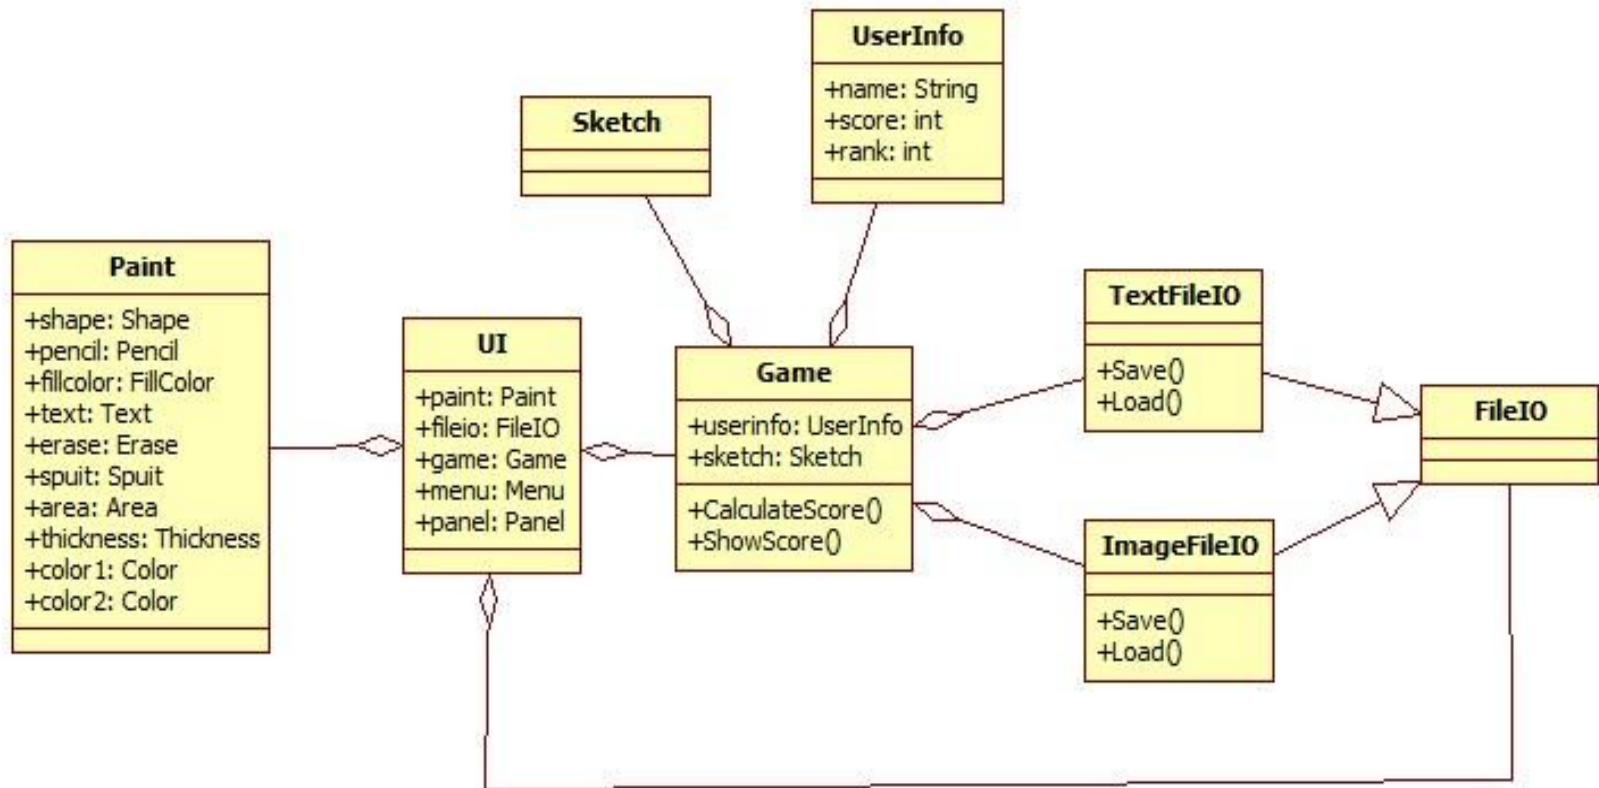 UserInfo
+name: String
+score: int
+rank: int
Sketch
Paint
+shape: Shape
+pencil: Pencil
+fillcolor: FillColor
+text: Text
+erase: Erase
+spuit: Spuit
+area: Area
+thickness: Thickness
+color1: Color
+color2: Color
UI
+paint: Paint
+fileio: FileIO
+game: Game
+menu: Menu
+panel: Panel
Game
+userinfo: UserInfo
+sketch: Sketch
+CalculateScore()
+ShowScore()
TextFileIO
+Save()
+Load()
ImageFileIO
+Save()
+Load()
FileIO